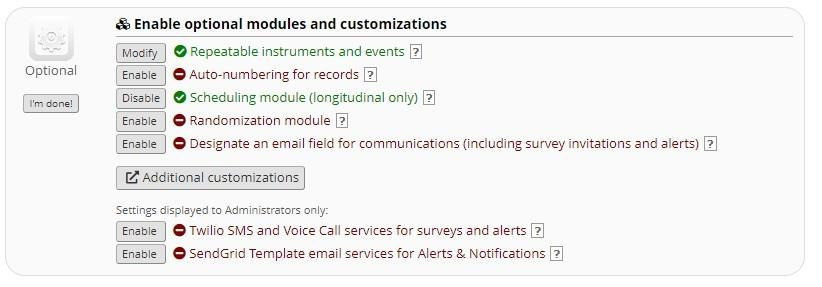 Enable optional modules and customizations
Optional
I'm done!
Modify Repeatable instruments and events ?
Enable Auto-numbering for records ?
Disable Scheduling module (longitudinal only) ?
Enable Randomization module ?
Enable Designate an email field for communications (including survey invitations and alerts) ?
Additional customizations
Settings displayed to Administrators only:
Enable Twilio SMS and Voice Call services for surveys and alerts ?
Enable SendGrid Template email services for Alerts & Notifications ?